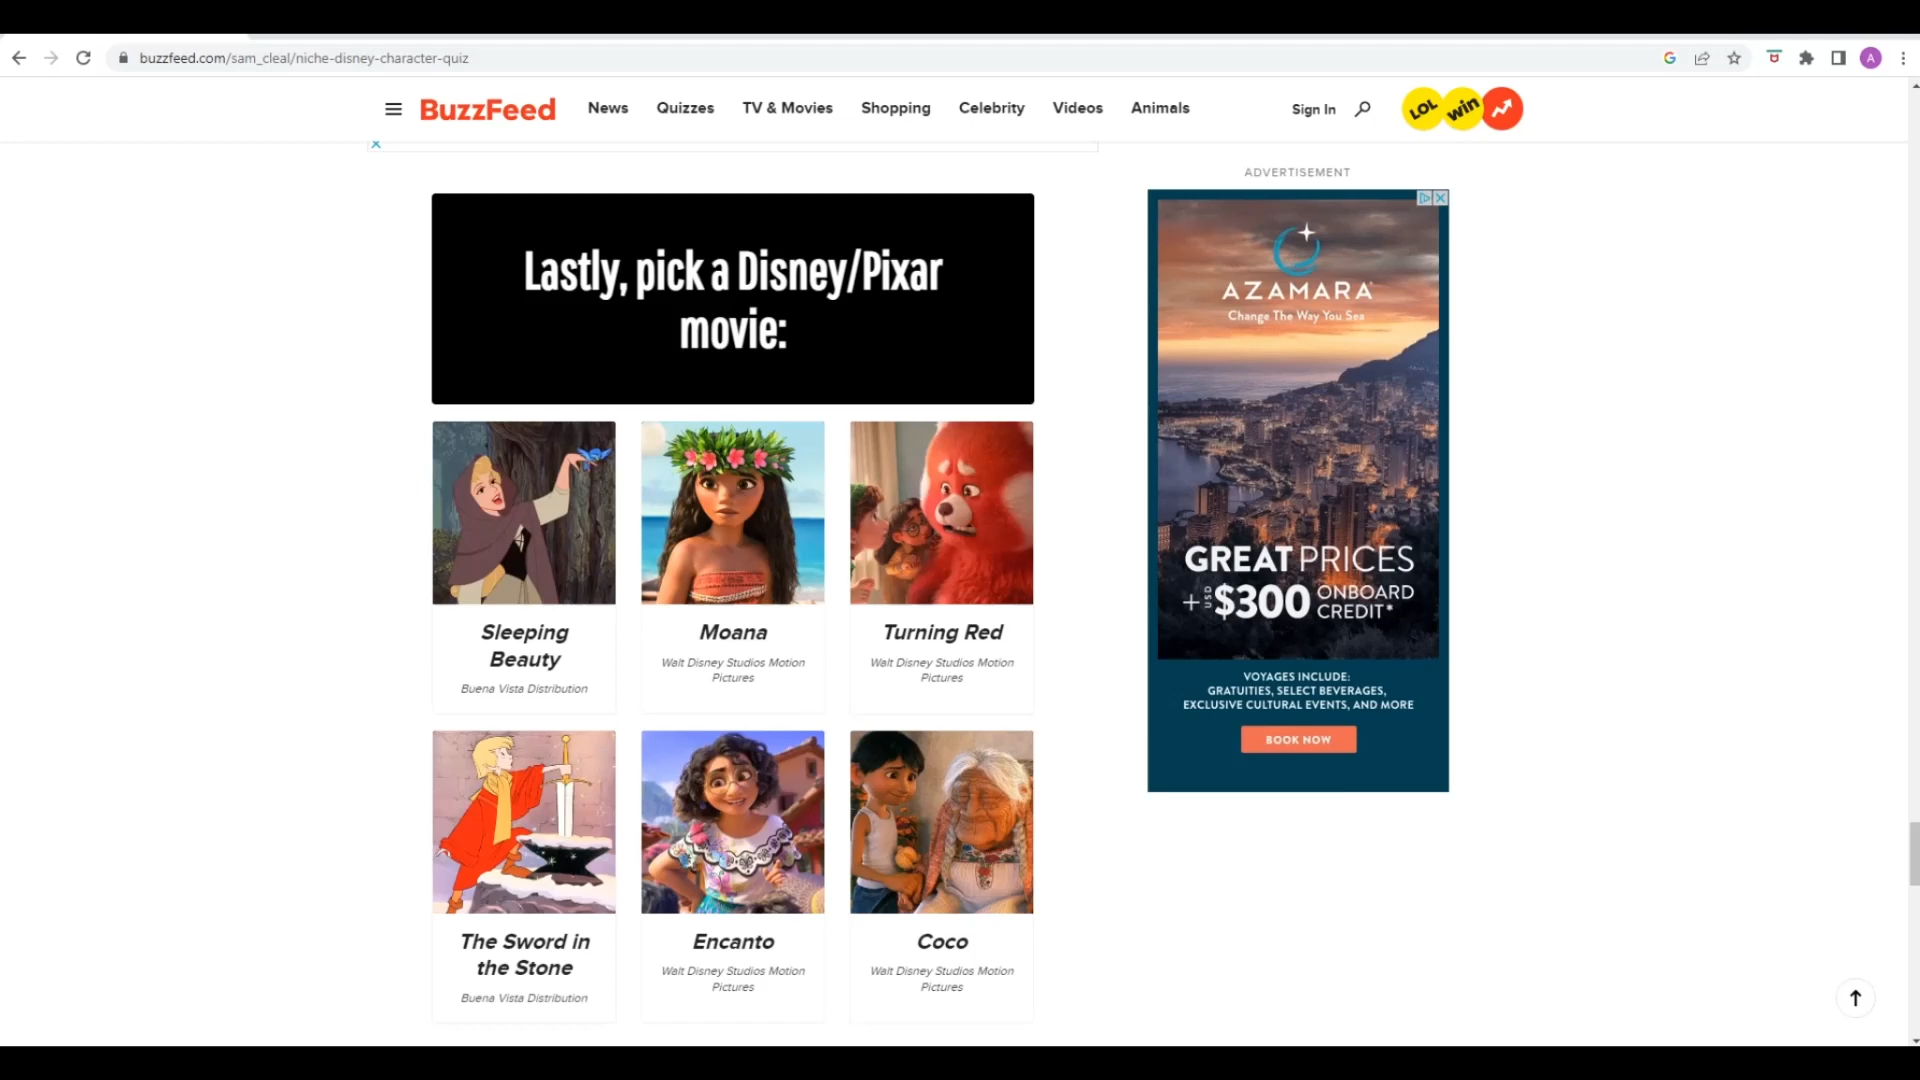 buzzfeed.com/sam_cleal/niche-disney-character-quiz
A
BuzzFeed
News
Quizzes
TV & Movies
Shopping
Celebrity
Videos
Animals
Sign In
LOL
win
ADVERTISEMENT
Lastly, pick a Disney/Pixar
movie:
AZAMARA
Change The Way You Sea
GREAT PRICES
+ USD $300 ONBOARD
CREDIT*
VOYAGES INCLUDE:
GRATUITIES, SELECT BEVERAGES,
EXCLUSIVE CULTURAL EVENTS, AND MORE
BOOK NOW
Sleeping
Beauty
Buena Vista Distribution
Moana
Walt Disney Studios Motion
Pictures
Turning Red
Walt Disney Studios Motion
Pictures
The Sword in
the Stone
Buena Vista Distribution
Encanto
Walt Disney Studios Motion
Pictures
Coco
Walt Disney Studios Motion
Pictures